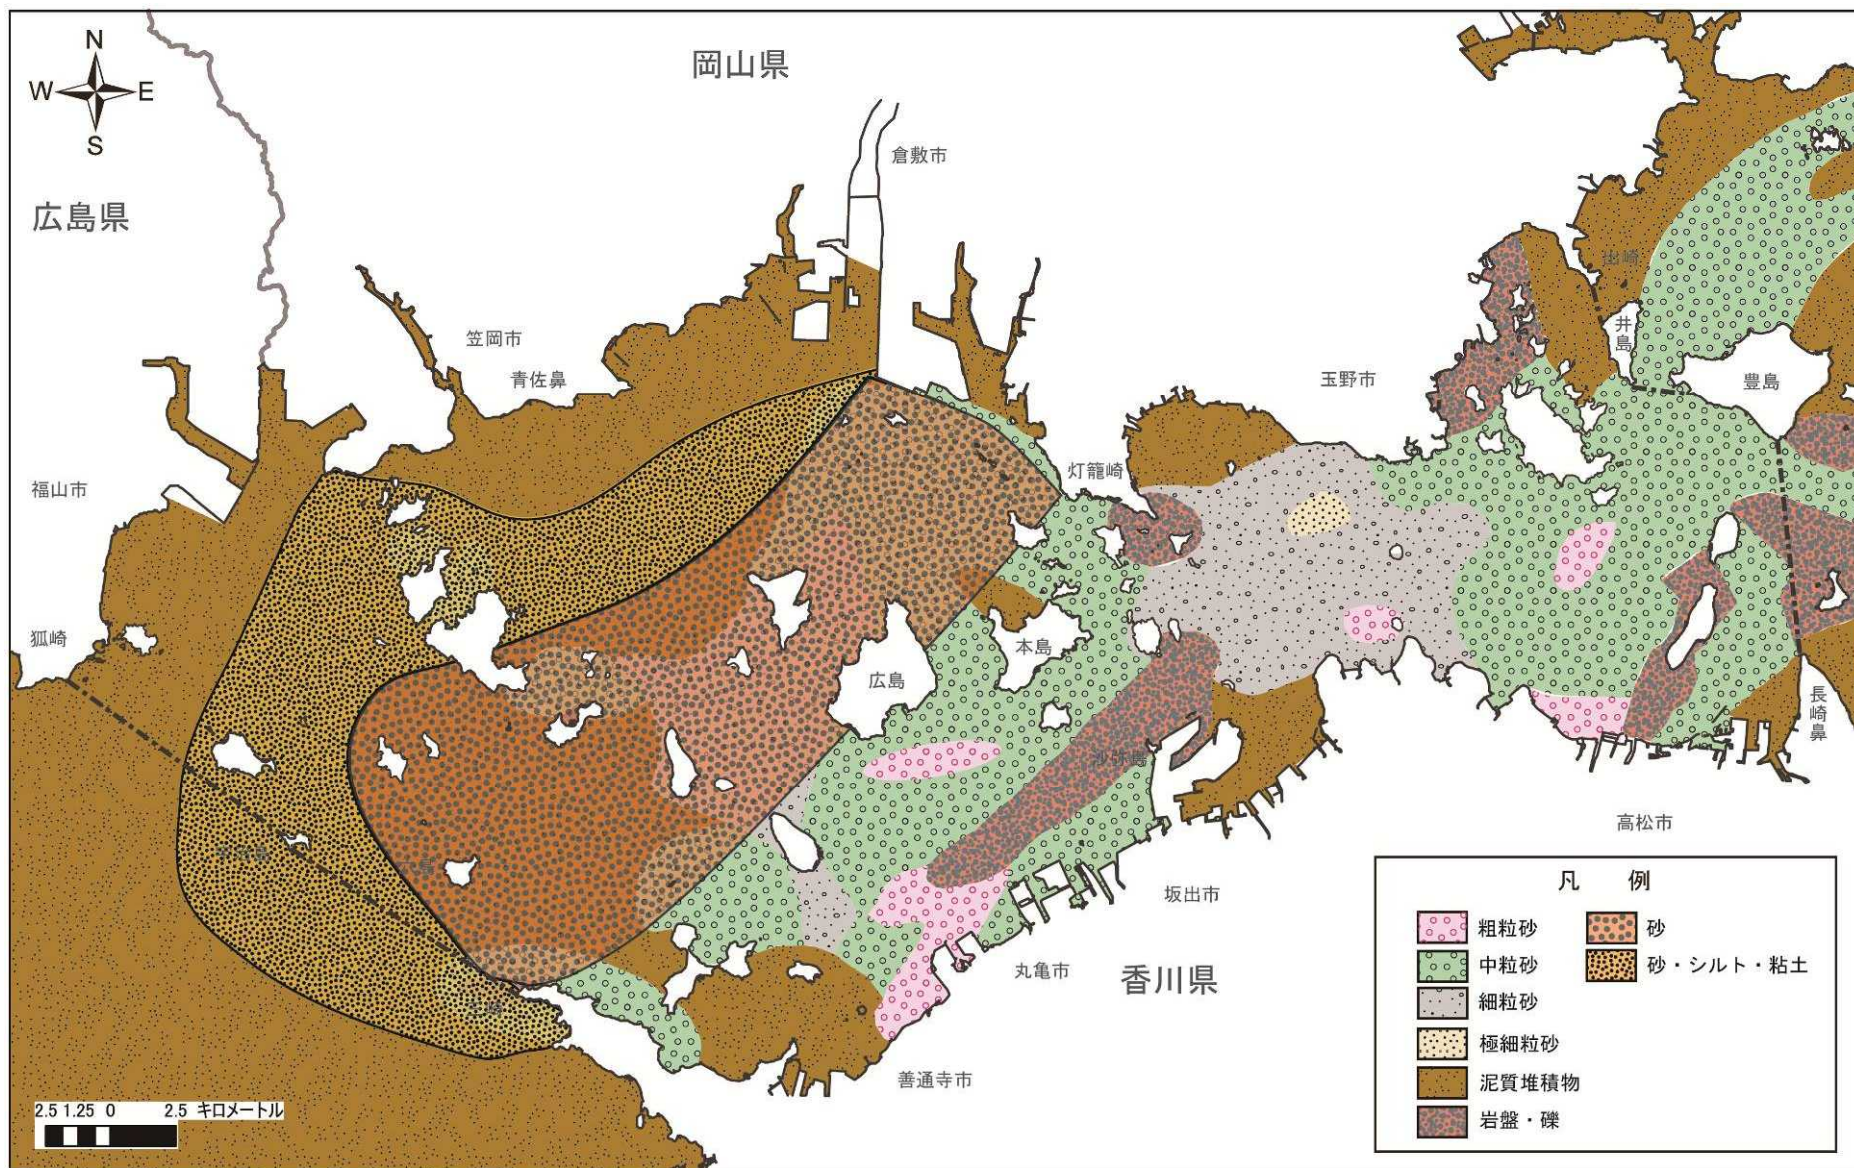 N
W E
S
岡山県
倉敷市
広島県
出崎
井島
笠岡市
青佐鼻
玉野市
豊島
福山市
灯籠崎
狐崎
本島
広島
長崎鼻
沙弥島
高松市
六島
坂出市
丸亀市
香川県
善通寺市
2.5 1.25 0 2.5 キロメートル
凡 例
粗粒砂
砂
中粒砂
砂・シルト・粘土
細粒砂
極細粒砂
泥質堆積物
岩盤・礫